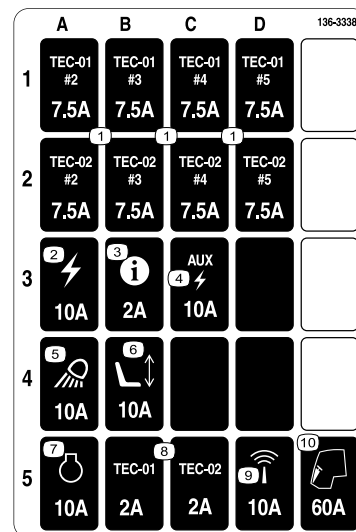 A B C D 136-3338
1
TEC-01 TEC-01 TEC-01 TEC-01
#2 #3 #4 #5
7.5A 7.5A 7.5A 7.5A
1 1 1
2
TEC-02 TEC-02 TEC-02 TEC-02
#2 #3 #4 #5
7.5A 7.5A 7.5A 7.5A
3
2 3 i 4 AUX
10A 2A 10A
4
5 6
10A 10A
5
7 8 9 10
TEC-01 TEC-02
10A 2A 2A 10A 60A